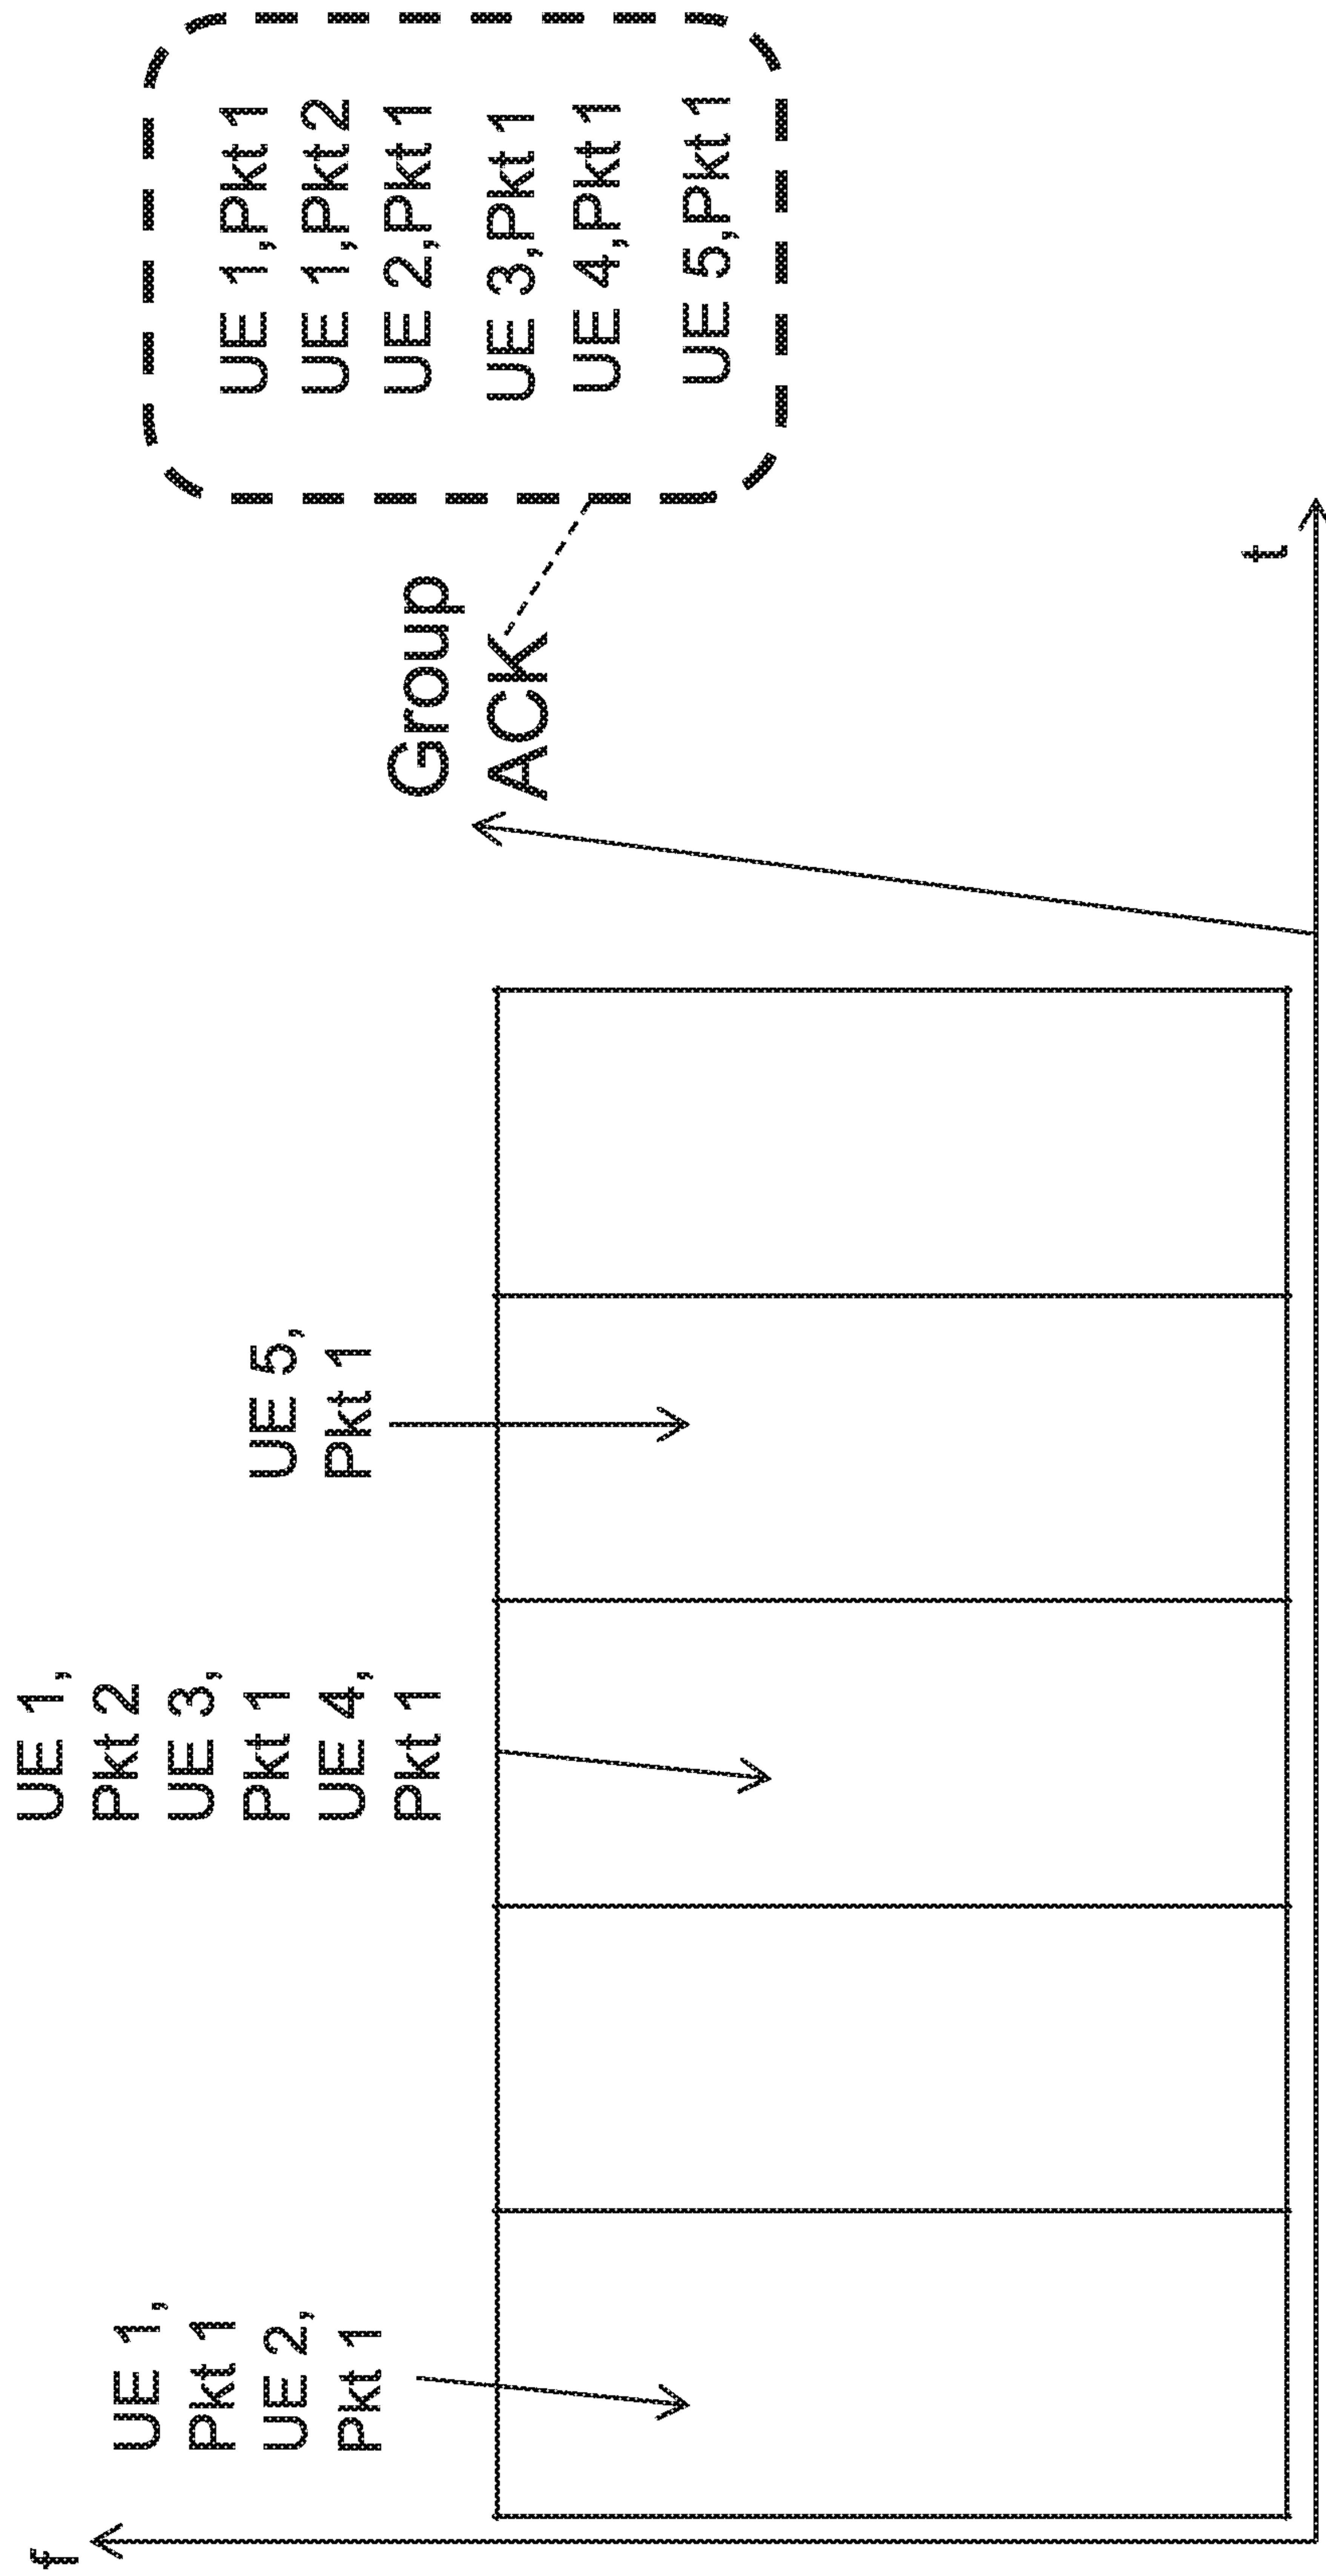 f
UE 1,
Pkt 1
UE 2,
Pkt 1
UE 1,
Pkt 2
UE 3,
Pkt 1
UE 4,
Pkt 1
UE 5,
Pkt 1
Group
ACK
UE 1,Pkt 1
UE 1,Pkt 2
UE 2,Pkt 1
UE 3,Pkt 1
UE 4,Pkt 1
UE 5,Pkt 1
t